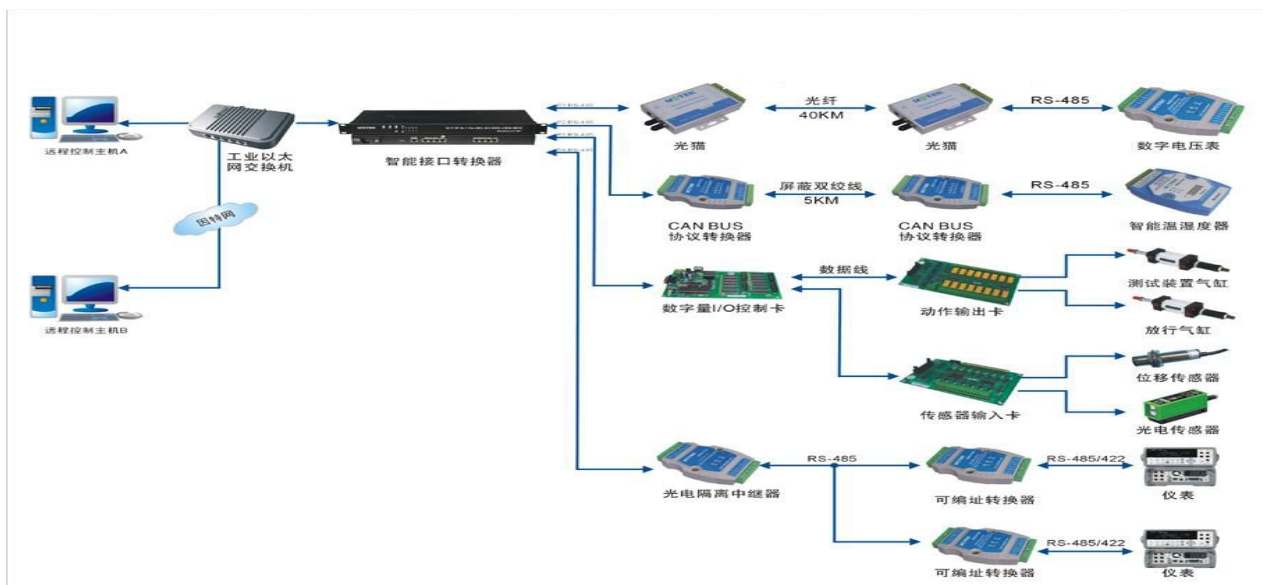 光纤
RS-485
40KM
远程控制主机A
工业以太
网交换机
智能接口转换器
光猫
光猫
数字电压表
屏蔽双绞线
RS-485
5KM
因特网
CAN BUS
协议转换器
CAN BUS
协议转换器
智能温湿度器
数据线
测试装置气缸
数字量I/O控制卡
动作输出卡
远程控制主机B
放行气缸
位移传感器
传感器输入卡
光电传感器
RS-485
RS-485/422
光电隔离中继器
可编址转换器
仪表
RS-485/422
可编址转换器
仪表